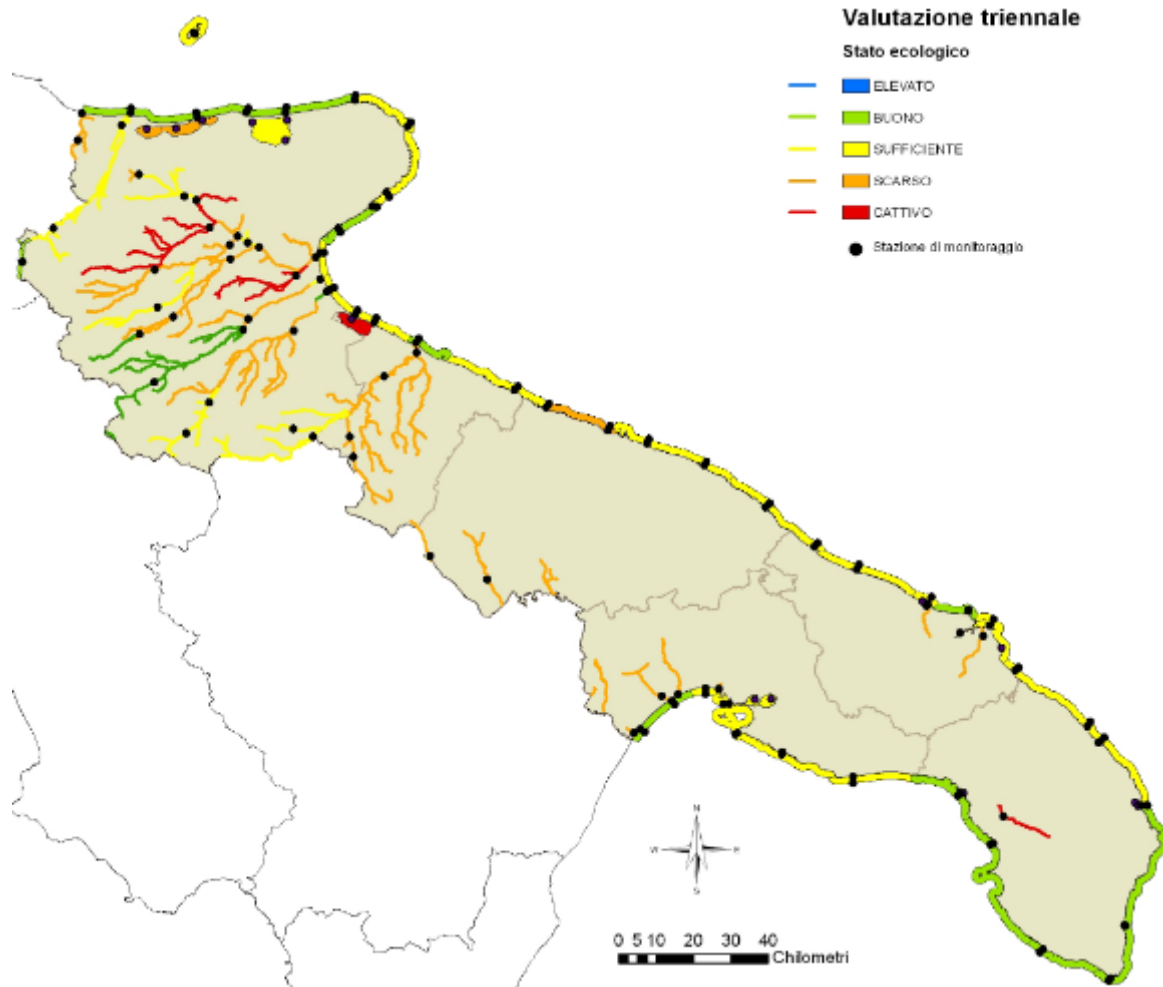 Valutazione triennale
Stato ecologico
ELEVATO
BUONO
SUFFICIENTE
SCARSO
CATTIVO
Stazione di monitoraggio
N
W E
S
0 5 10 20 30 40
Chilometri